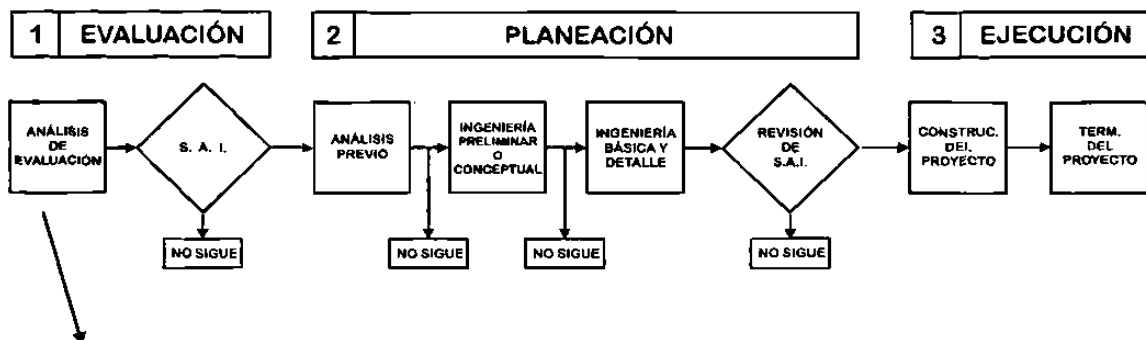 1 EVALUACIÓN
2 PLANEACIÓN
3 EJECUCIÓN
ANÁLISIS
DE
EVALUACIÓN
S. A. I.
ANÁLISIS
PREVIO
INGENIERÍA
PRELIMINAR
O
CONCEPTUAL
INGENIERÍA
BÁSICA Y
DETALLE
REVISIÓN
DE
S.A.I.
CONSTRUC.
DEL
PROYECTO
TERM.
DEL
PROYECTO
NO SIGUE
NO SIGUE
NO SIGUE
NO SIGUE